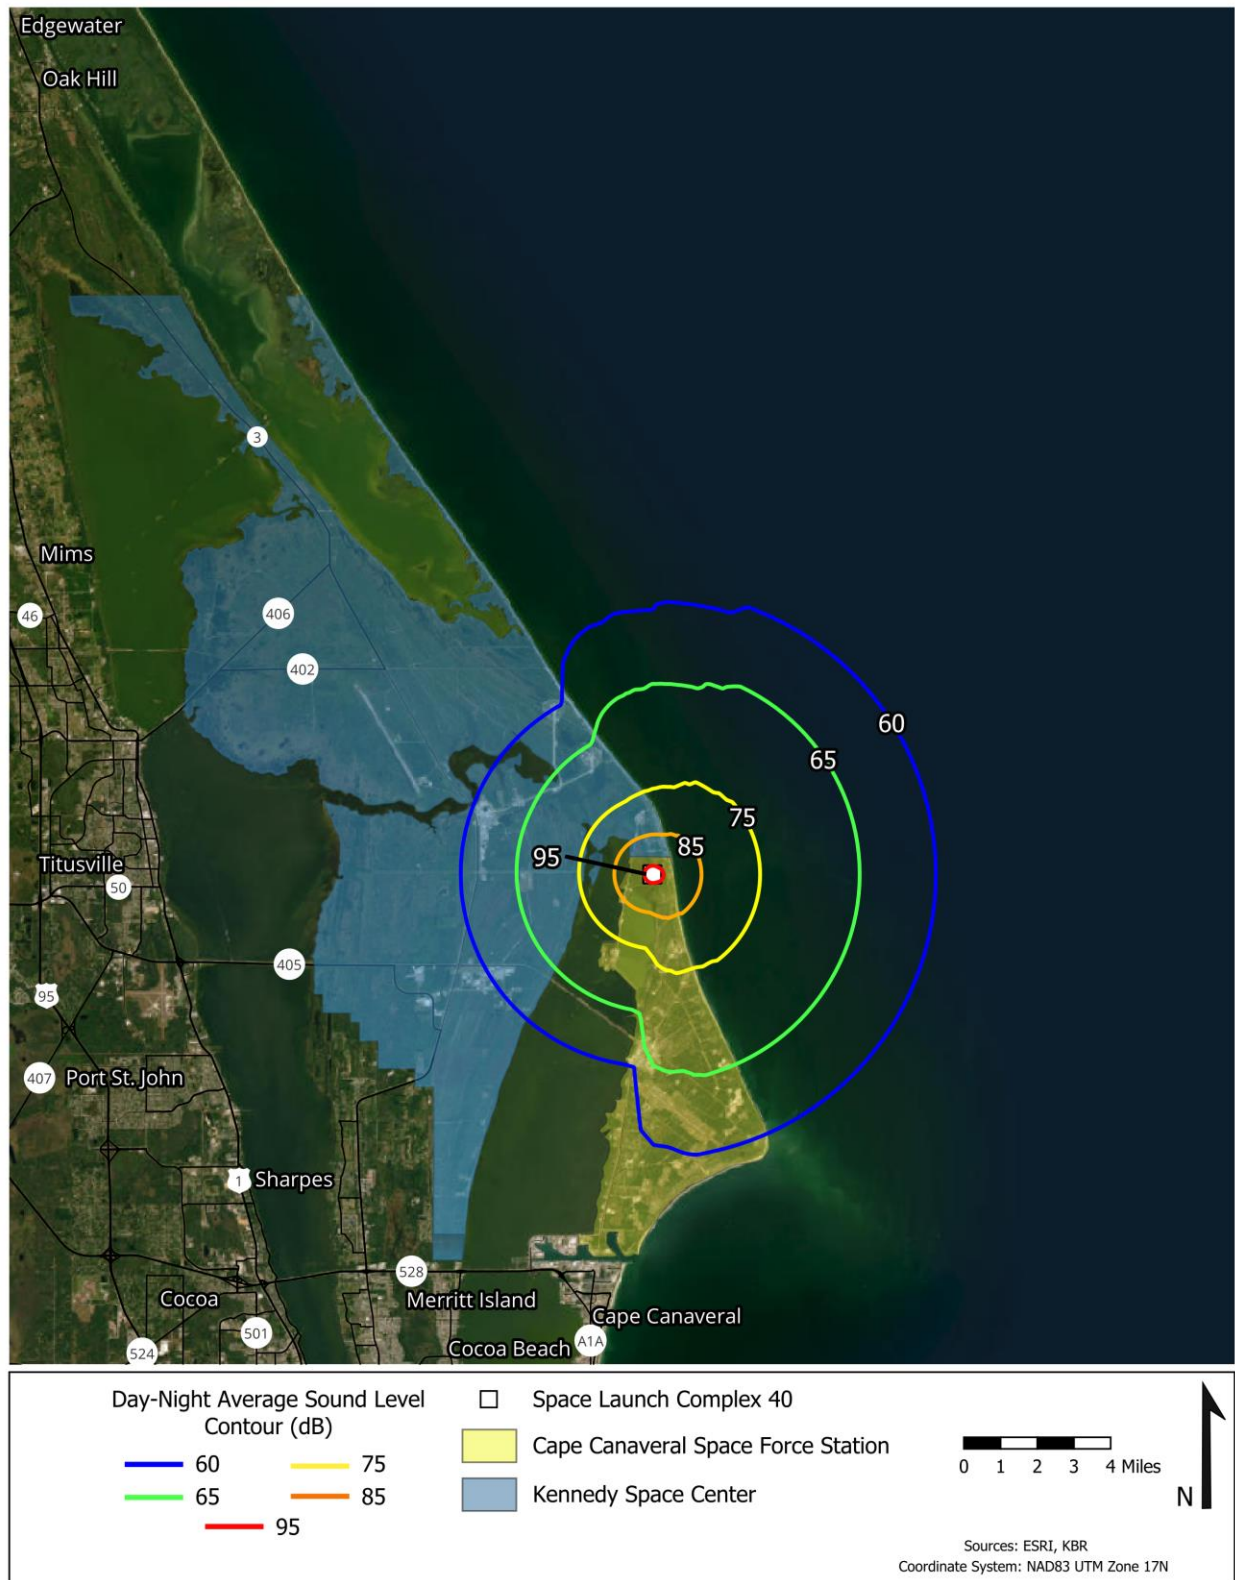 Edgewater
Oak Hill
3
Mims
46
406
402
60
65
75
85
95
Titusville
50
405
95
407
Port St. John
1
Sharpes
528
Cocoa
Merritt Island
501
Cape Canaveral
A1A
524
Cocoa Beach
Day-Night Average Sound Level
Contour (dB)
60
75
65
85
95
Space Launch Complex 40
Cape Canaveral Space Force Station
Kennedy Space Center
0 1 2 3 4 Miles
N
Sources: ESRI, KBR
Coordinate System: NAD83 UTM Zone 17N